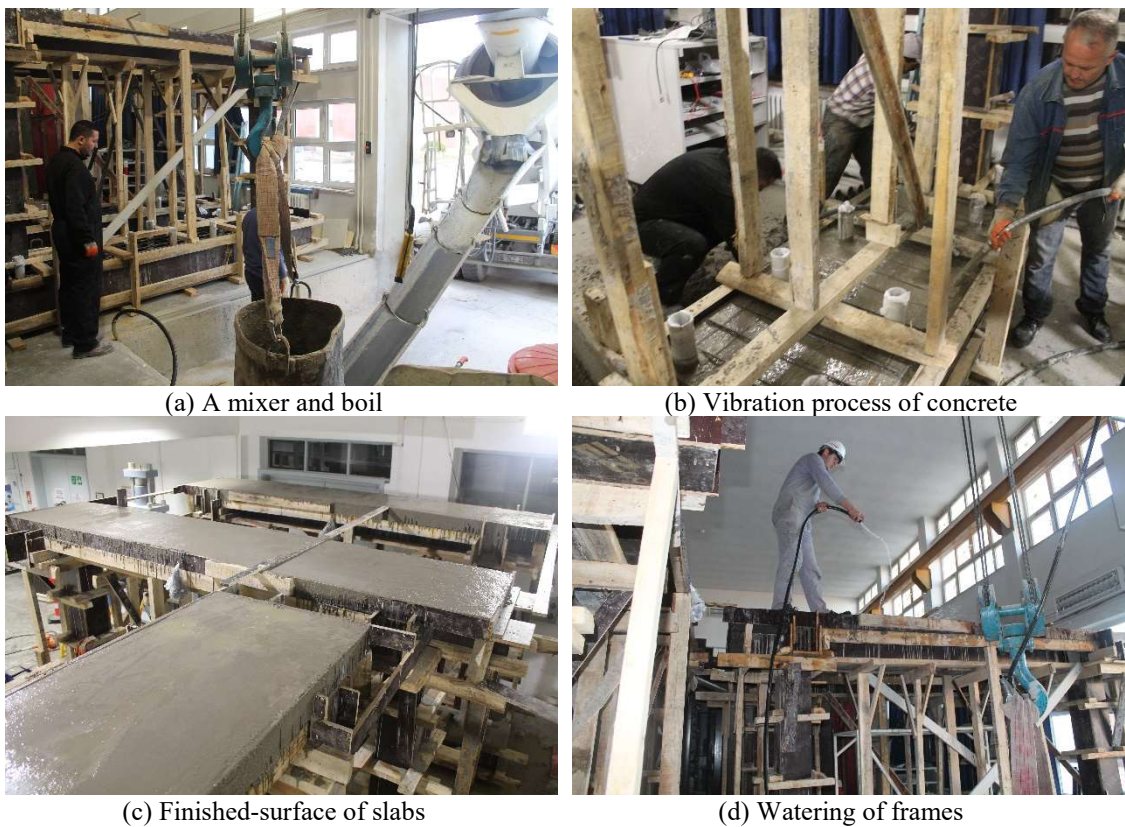 (a) A mixer and boil
(b) Vibration process of concrete
(c) Finished-surface of slabs
(d) Watering of frames